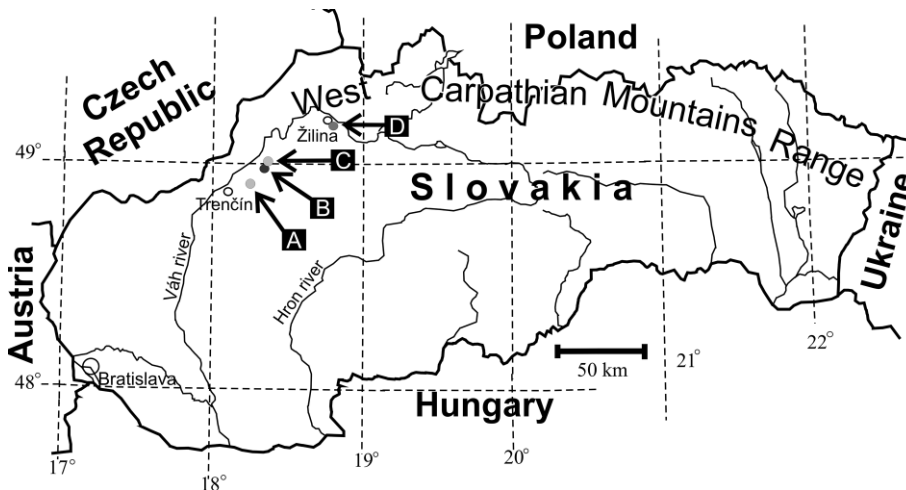 Poland
Czech
Republic
West Carpathian Mountains Range
Žilina
D
49°
C
Slovakia
B
Trenčín
A
Ukraine
Austria
Váh river
Hron river
50 km
21°
22°
48°
Bratislava
Hungary
17°
18°
19°
20°